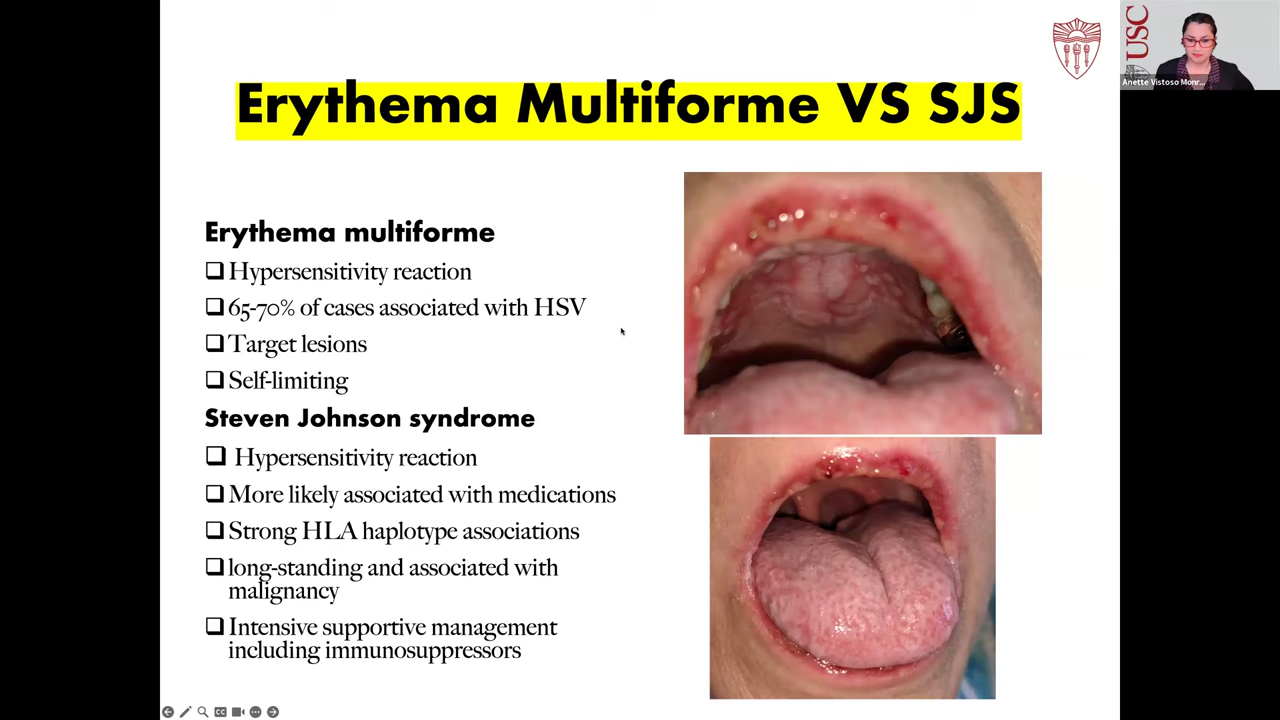 USC
Anette Vistoso Monr...
Erythema Multiforme VS SJS
Erythema multiforme
Hypersensitivity reaction
65-70% of cases associated with HSV
Target lesions
Self-limiting
Steven Johnson syndrome
Hypersensitivity reaction
More likely associated with medications
Strong HLA haplotype associations
long-standing and associated with
malignancy
Intensive supportive management
including immunosuppressors